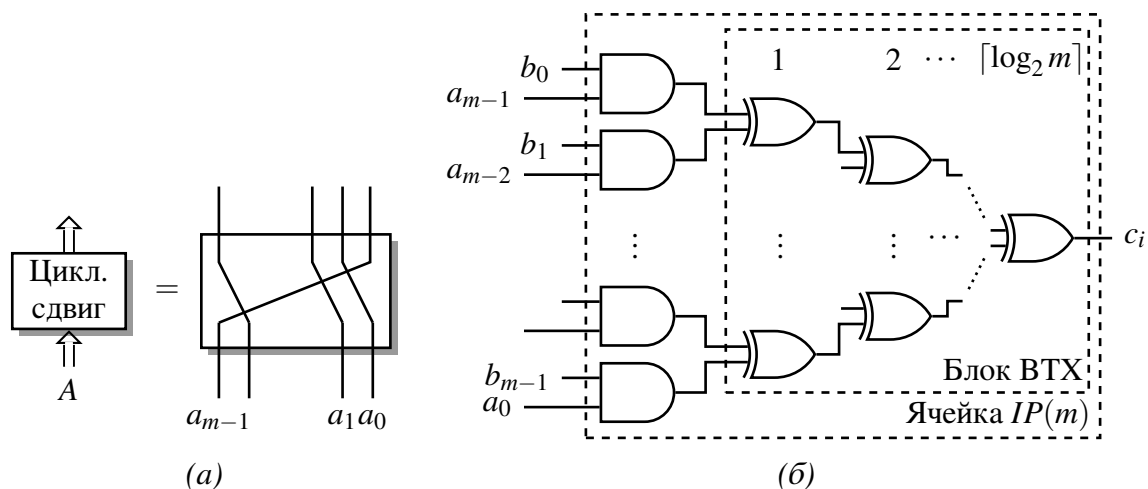 Цикл.
сдвиг
A
=
a_{m−1} a_1 a_0
(а)
1 2 ··· ⌈log_2 m⌉
b_0
a_{m−1}
b_1
a_{m−2}
b_{m−1}
a_0
c_i
Блок BTX
Ячейка IP(m)
(б)